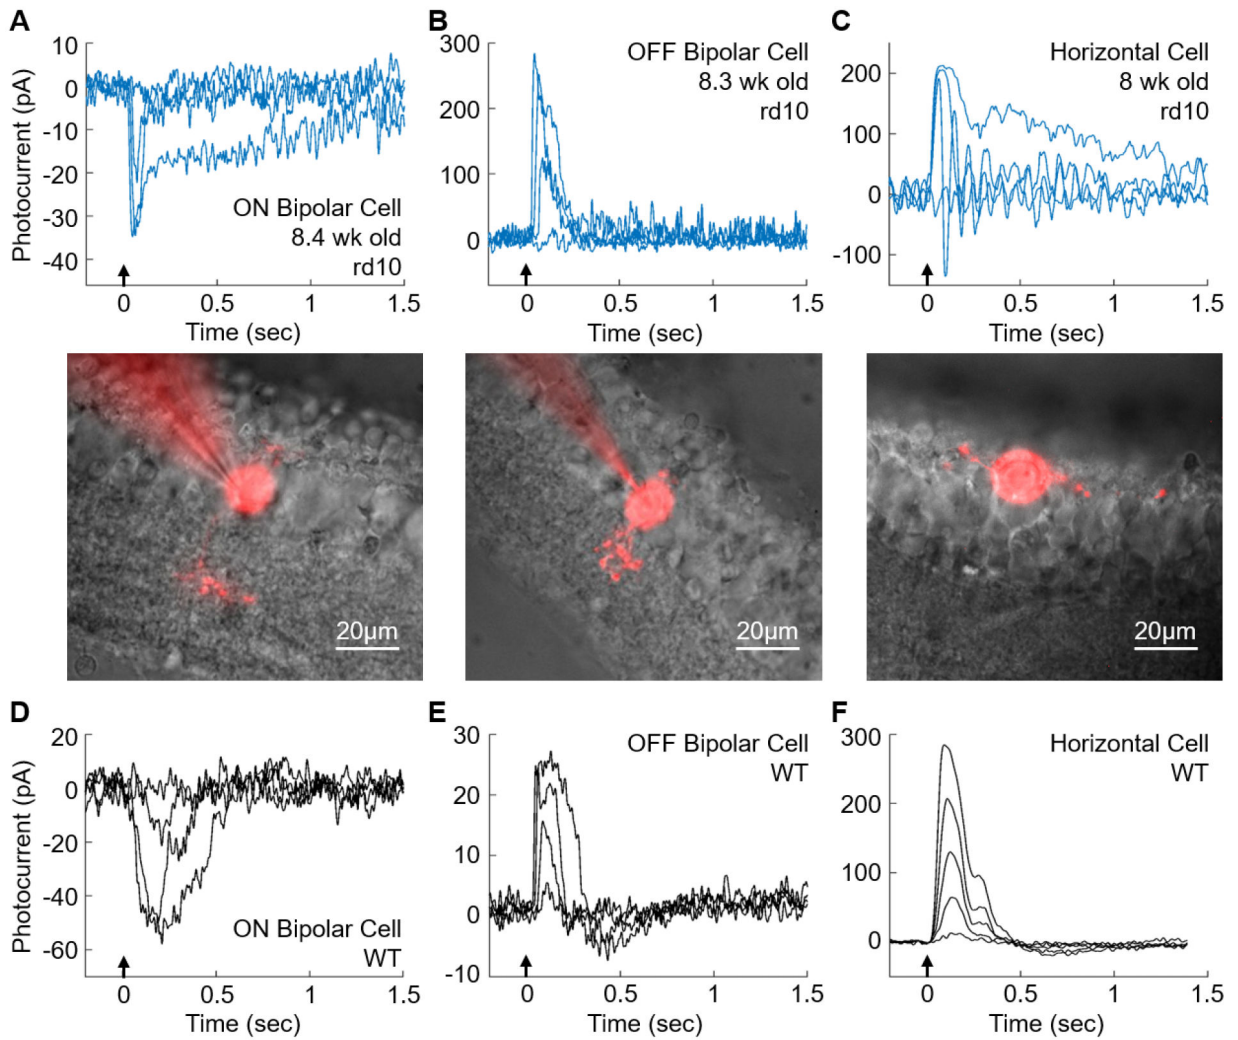 A
B
C
Photocurrent (pA)
10
0
-10
-20
-30
-40
ON Bipolar Cell
8.4 wk old
rd10
0
0.5
1
1.5
Time (sec)
300
200
100
0
OFF Bipolar Cell
8.3 wk old
rd10
0
0.5
1
1.5
Time (sec)
200
100
0
-100
Horizontal Cell
8 wk old
rd10
0
0.5
1
1.5
Time (sec)
20µm
20µm
20µm
D
E
F
Photocurrent (pA)
20
0
-20
-40
-60
ON Bipolar Cell
WT
0
0.5
1
1.5
Time (sec)
30
20
10
0
-10
OFF Bipolar Cell
WT
0
0.5
1
1.5
Time (sec)
300
200
100
0
Horizontal Cell
WT
0
0.5
1
1.5
Time (sec)